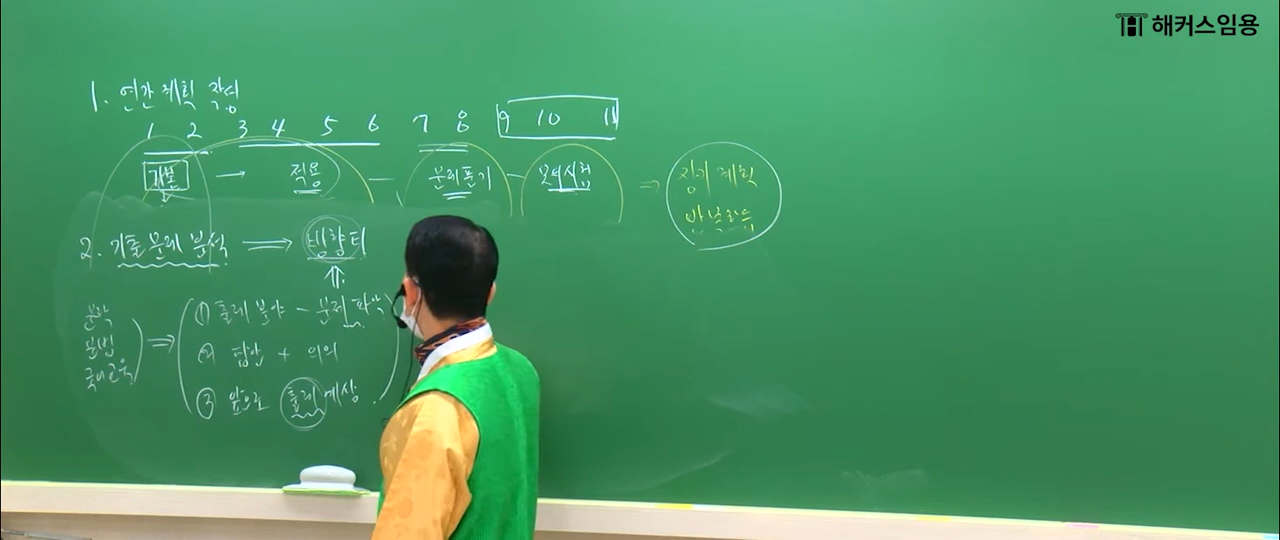 해커스임용
1. 연간 계획 작성
1 2 3 4 5 6 7 8 9 10 11
기본 → 적용 — 문제풀기 — 모의시험 ⇒ 장기계획
반복학습
2. 기출 문제 분석 ⇒ 방향타
문학
문법
국어교육
① 출제 분야 - 문제 파악
② 답안 + 의의
③ 앞으로 출제 예상.